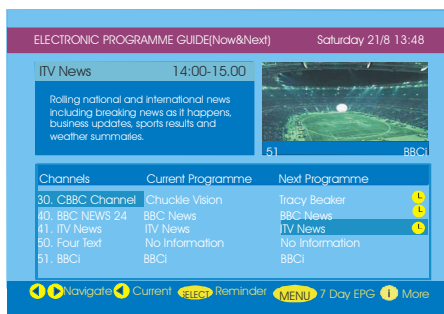 ELECTRONIC PROGRAMME GUIDE(Now&Next) Saturday 21/8 13:48
ITV News 14:00-15.00
Rolling national and international news
including breaking news as it happens,
business updates, sports results and
weather summaries.
51 BBCi
Channels Current Programme Next Programme
30. CBBC Channel Chuckle Vision Tracy Beaker
40. BBC NEWS 24 BBC News BBC News
41. ITV News ITV News ITV News
50. Four Text No Information No Information
51. BBCi BBCi BBCi
Navigate Current SELECT Reminder MENU 7 Day EPG i More